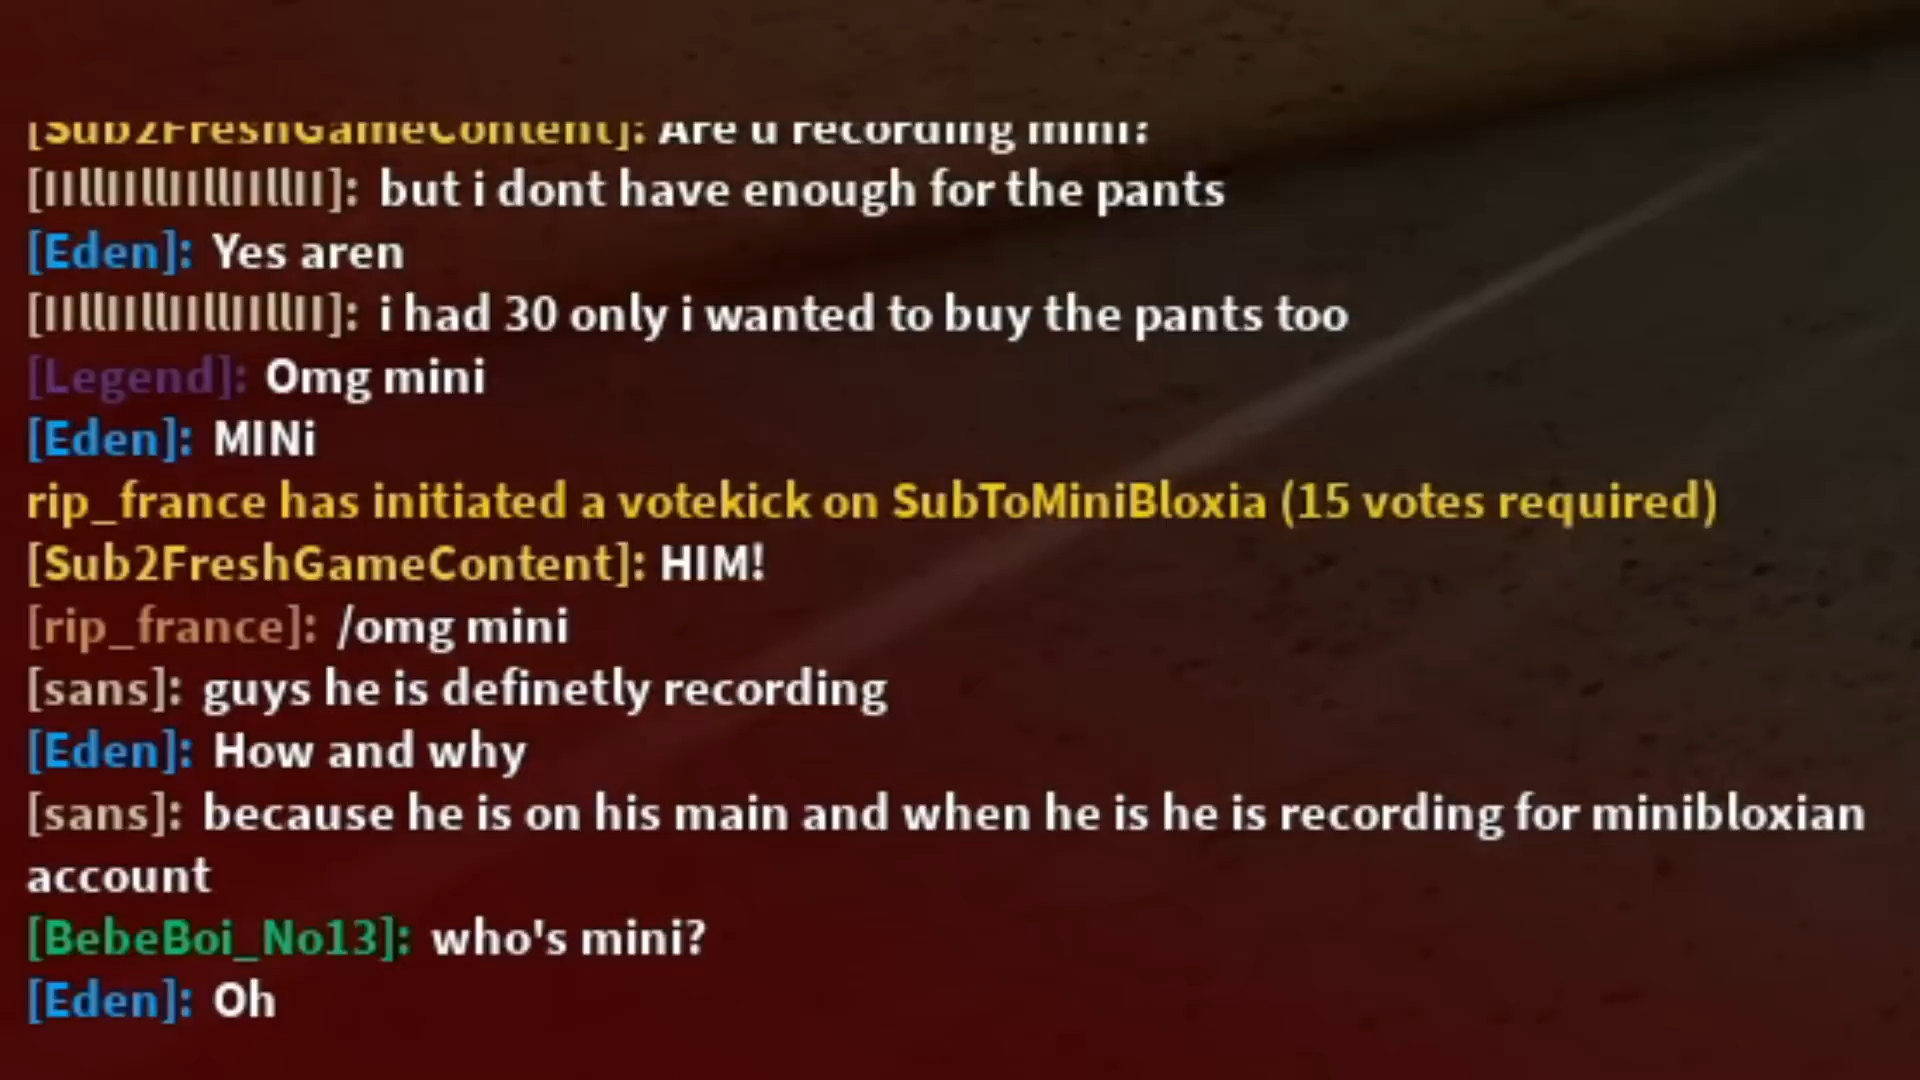 [Sub2FreshGameContent]: Are u recording mini?
[IIllIIllIIllIIllII]: but i dont have enough for the pants
[Eden]: Yes aren
[IIllIIllIIllIIllII]: i had 30 only i wanted to buy the pants too
[Legend]: Omg mini
[Eden]: MINi
rip_france has initiated a votekick on SubToMiniBloxia (15 votes required)
[Sub2FreshGameContent]: HIM!
[rip_france]: /omg mini
[sans]: guys he is definetly recording
[Eden]: How and why
[sans]: because he is on his main and when he is he is recording for minibloxian
account
[BebeBoi_No13]: who's mini?
[Eden]: Oh